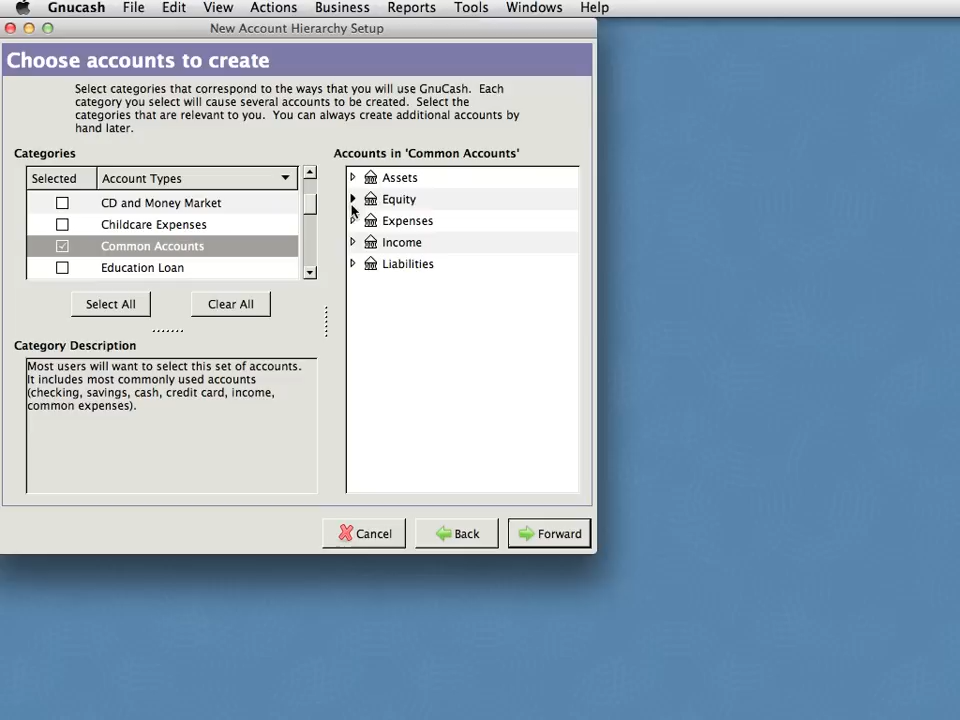 Gnucash File Edit View Actions Business Reports Tools Windows Help
New Account Hierarchy Setup
Choose accounts to create
Select categories that correspond to the ways that you will use GnuCash. Each
category you select will cause several accounts to be created. Select the
categories that are relevant to you. You can always create additional accounts by
hand later.
Categories
Selected Account Types
CD and Money Market
Childcare Expenses
Common Accounts
Education Loan
Select All Clear All
Category Description
Most users will want to select this set of accounts.
It includes most commonly used accounts
(checking, savings, cash, credit card, income,
common expenses).
Accounts in 'Common Accounts'
Assets
Equity
Expenses
Income
Liabilities
Cancel Back Forward